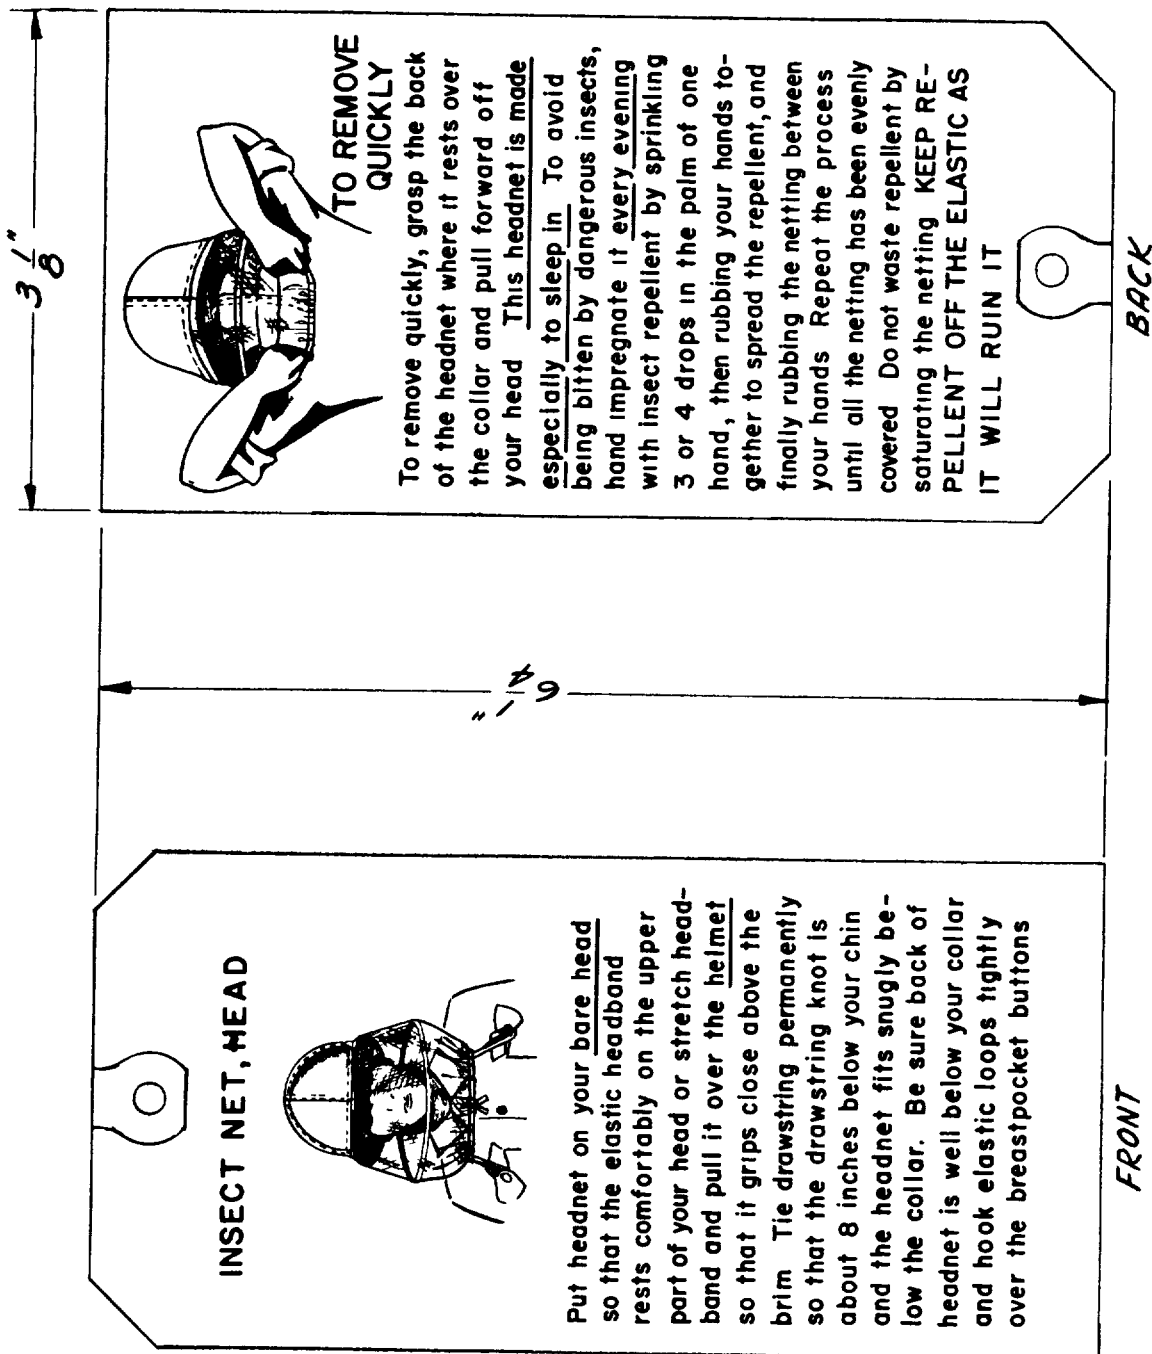 INSECT NET, HEAD
Put headnet on your bare head
so that the elastic headband
rests comfortably on the upper
part of your head or stretch head-
band and pull it over the helmet
so that it grips close above the
brim Tie drawstring permanently
so that the drawstring knot is
about 8 inches below your chin
and the headnet fits snugly be-
low the collar. Be sure back of
headnet is well below your collar
and hook elastic loops tightly
over the breastpocket buttons
FRONT
6 1/4"
3 1/8"
TO REMOVE
QUICKLY
To remove quickly, grasp the back
of the headnet where it rests over
the collar and pull forward off
your head This headnet is made
especially to sleep in To avoid
being bitten by dangerous insects,
hand impregnate it every evening
with insect repellent by sprinkling
3 or 4 drops in the palm of one
hand, then rubbing your hands to-
gether to spread the repellent, and
finally rubbing the netting between
your hands Repeat the process
until all the netting has been evenly
covered Do not waste repellent by
saturating the netting KEEP RE-
PELLENT OFF THE ELASTIC AS
IT WILL RUIN IT
BACK